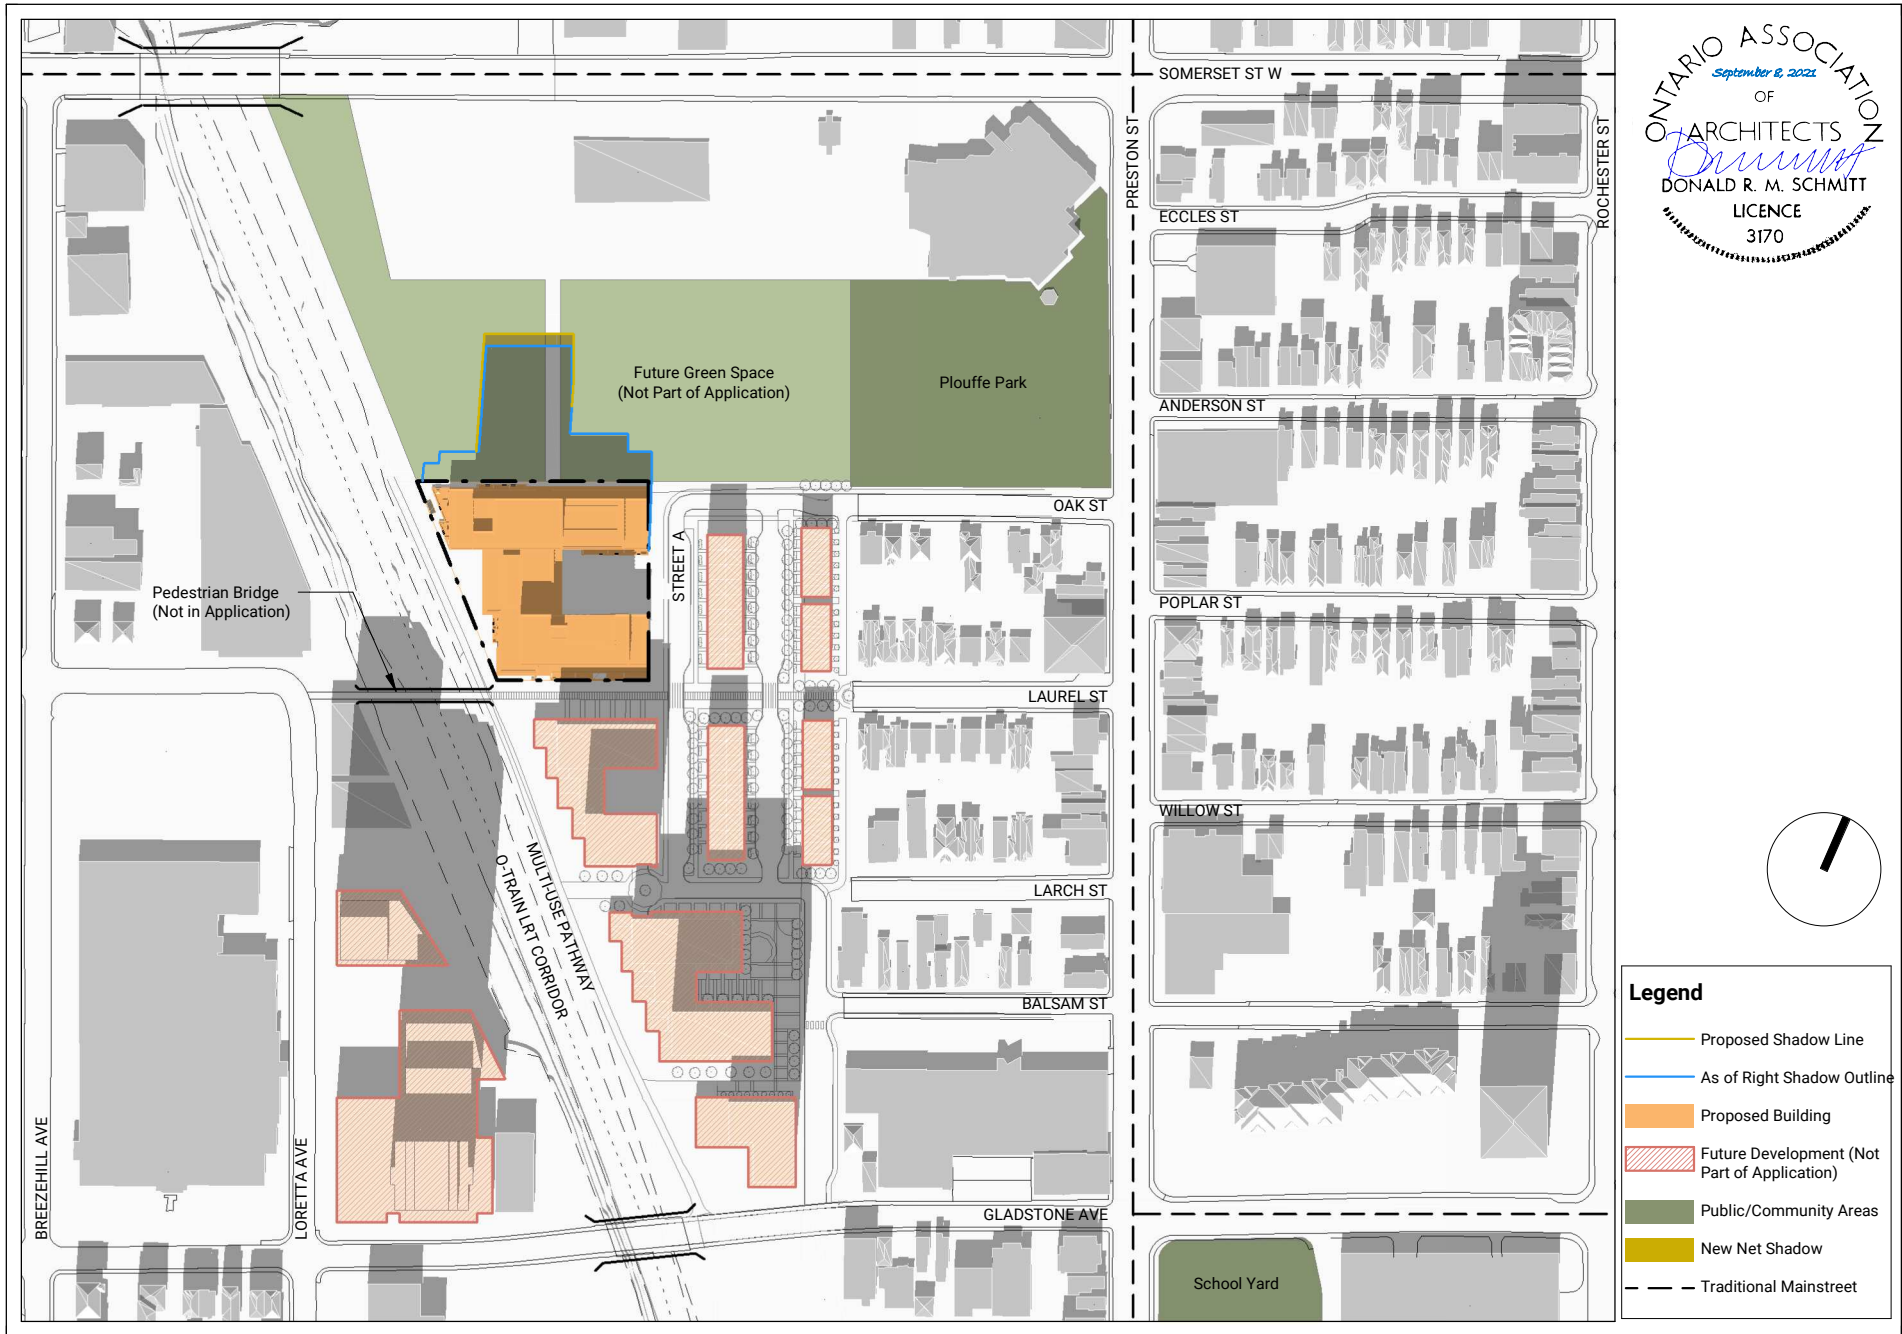 SOMERSET ST W
PRESTON ST
ROCHESTER ST
ECCLES ST
Future Green Space
(Not Part of Application)
Plouffe Park
ANDERSON ST
OAK ST
STREET A
Pedestrian Bridge
(Not in Application)
POPLAR ST
LAUREL ST
WILLOW ST
MULTI-USE PATHWAY
O-TRAIN LRT CORRIDOR
LARCH ST
BALSAM ST
BREEZEHILL AVE
LORETTA AVE
GLADSTONE AVE
School Yard
ONTARIO ASSOCIATION
September 8, 2021
OF
ARCHITECTS
DONALD R. M. SCHMITT
LICENCE
3170
Legend
Proposed Shadow Line
As of Right Shadow Outline
Proposed Building
Future Development (Not
Part of Application)
Public/Community Areas
New Net Shadow
Traditional Mainstreet